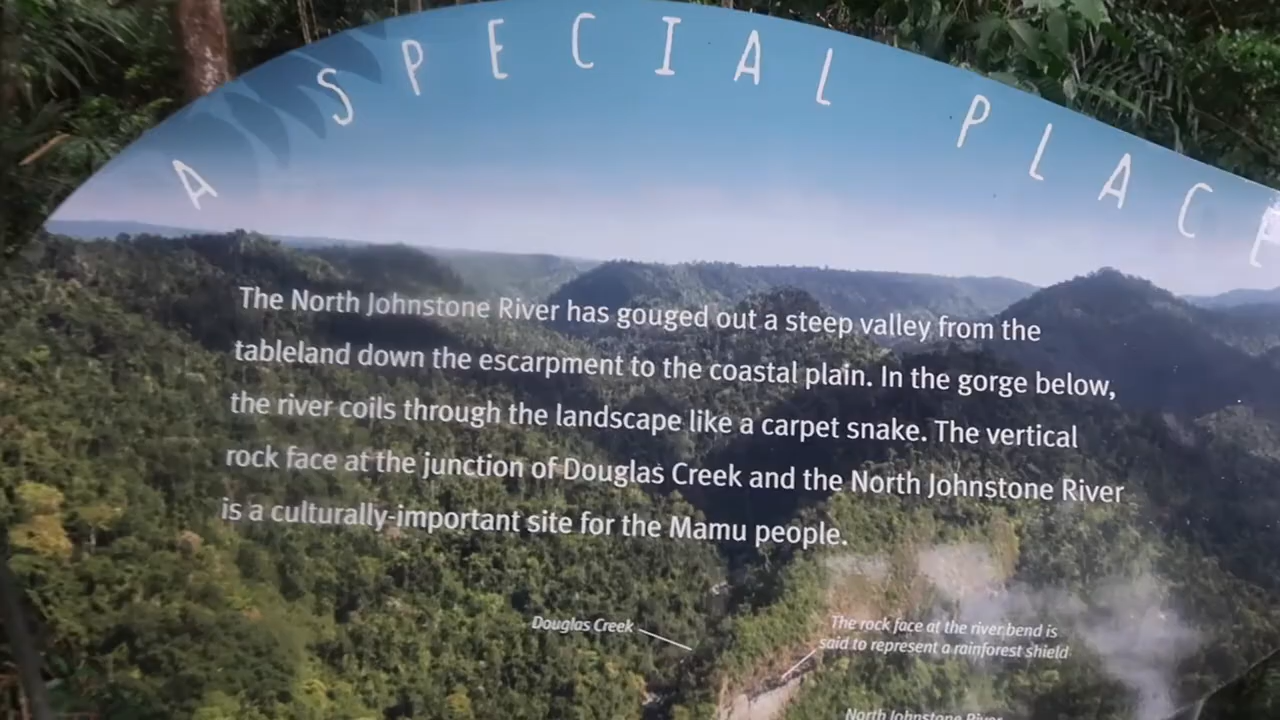 A SPECIAL PLACE
The North Johnstone River has gouged out a steep valley from the
tableland down the escarpment to the coastal plain. In the gorge below,
the river coils through the landscape like a carpet snake. The vertical
rock face at the junction of Douglas Creek and the North Johnstone River
is a culturally-important site for the Mamu people.
Douglas Creek
The rock face at the river bend is
said to represent a rainforest shield
North Johnstone River